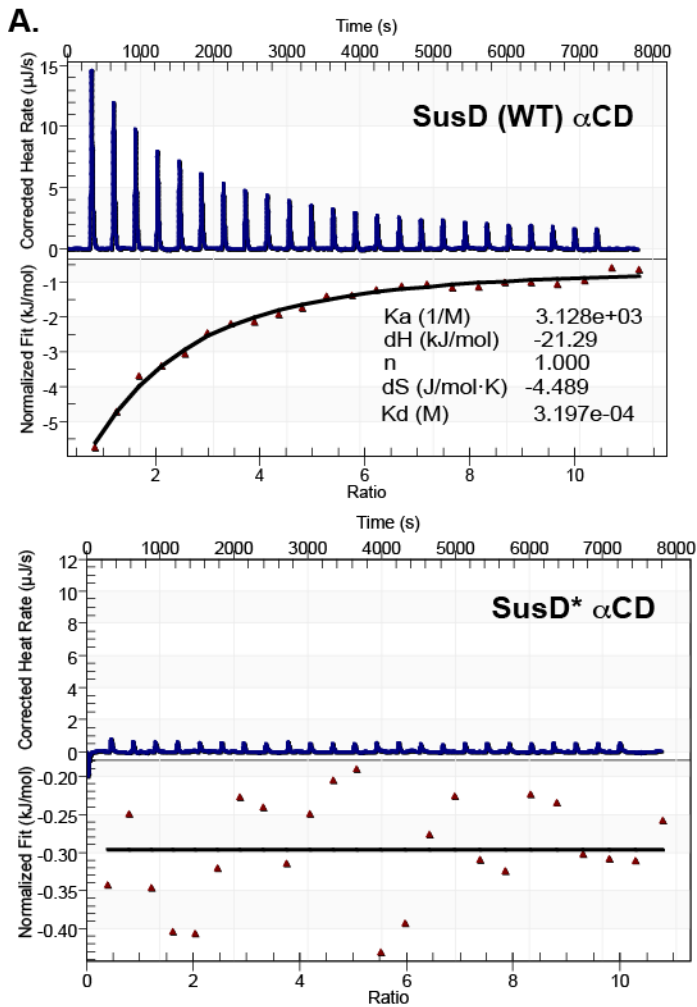 A.
Time (s)
0 1000 2000 3000 4000 5000 6000 7000 8000
Corrected Heat Rate (µJ/s)
15
10
5
0
SusD (WT) αCD
Normalized Fit (kJ/mol)
-1
-2
-3
-4
-5
Ka (1/M) 3.128e+03
dH (kJ/mol) -21.29
n 1.000
dS (J/mol·K) -4.489
Kd (M) 3.197e-04
2 4 6 8 10
Ratio
Time (s)
0 1000 2000 3000 4000 5000 6000 7000 8000
Corrected Heat Rate (µJ/s)
12
10
8
6
4
2
0
SusD* αCD
Normalized Fit (kJ/mol)
-0.20
-0.25
-0.30
-0.35
-0.40
0 2 4 6 8 10
Ratio